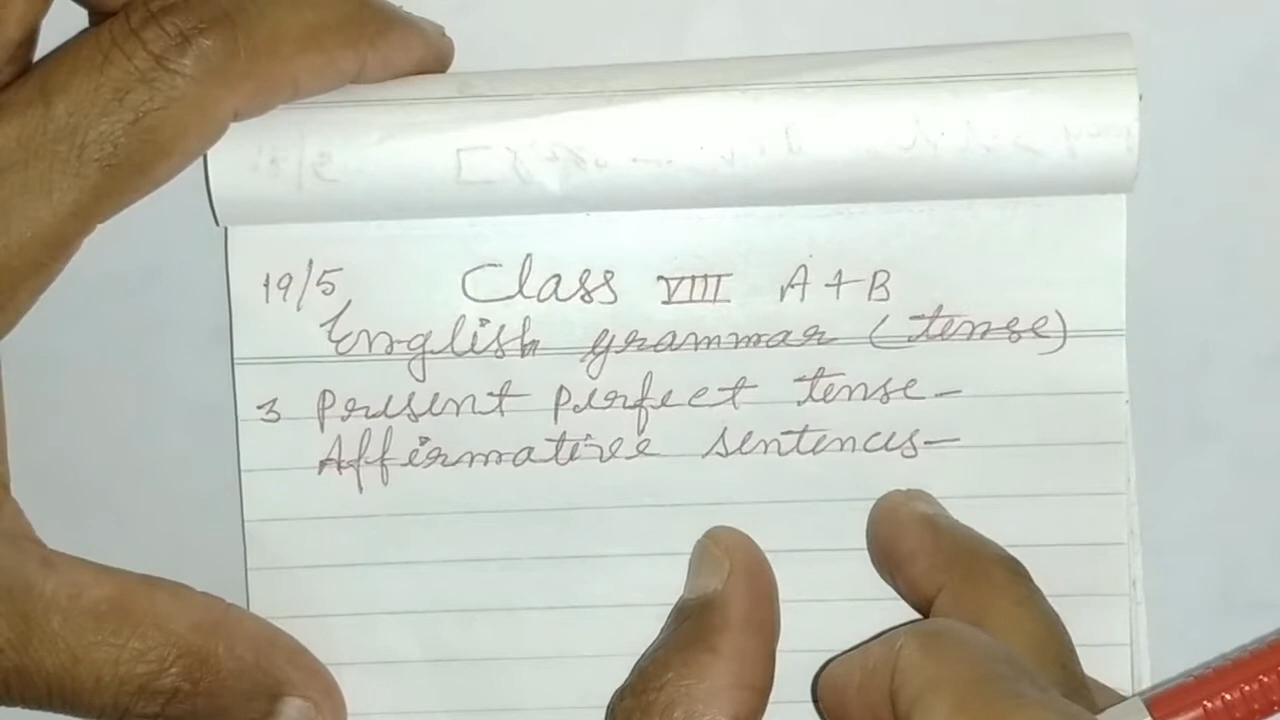 19/5 Class VIII A+B
English grammar (tense)
3 Present perfect tense-
Affirmative sentences-